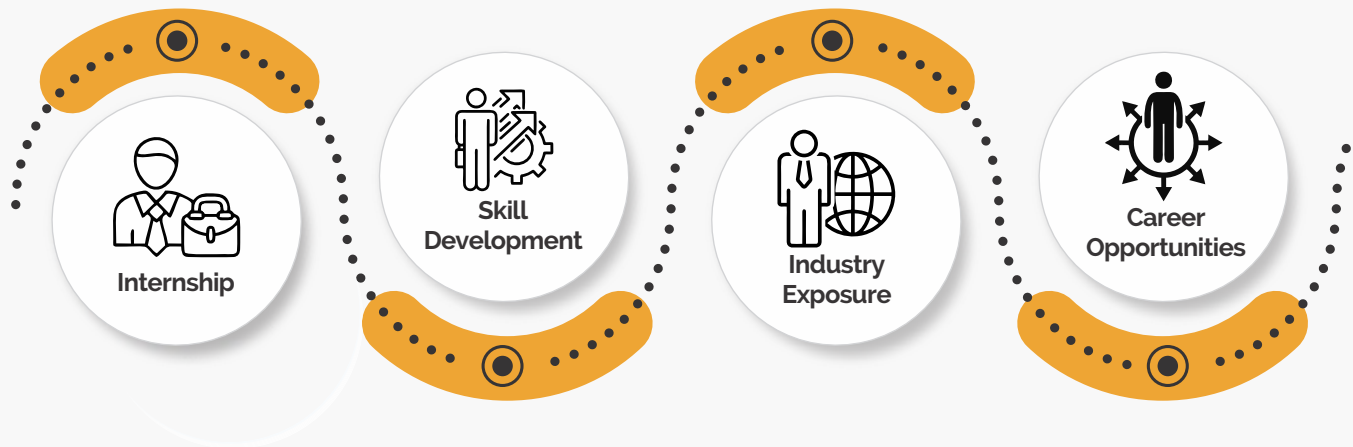 Internship
Skill
Development
Industry
Exposure
Career
Opportunities